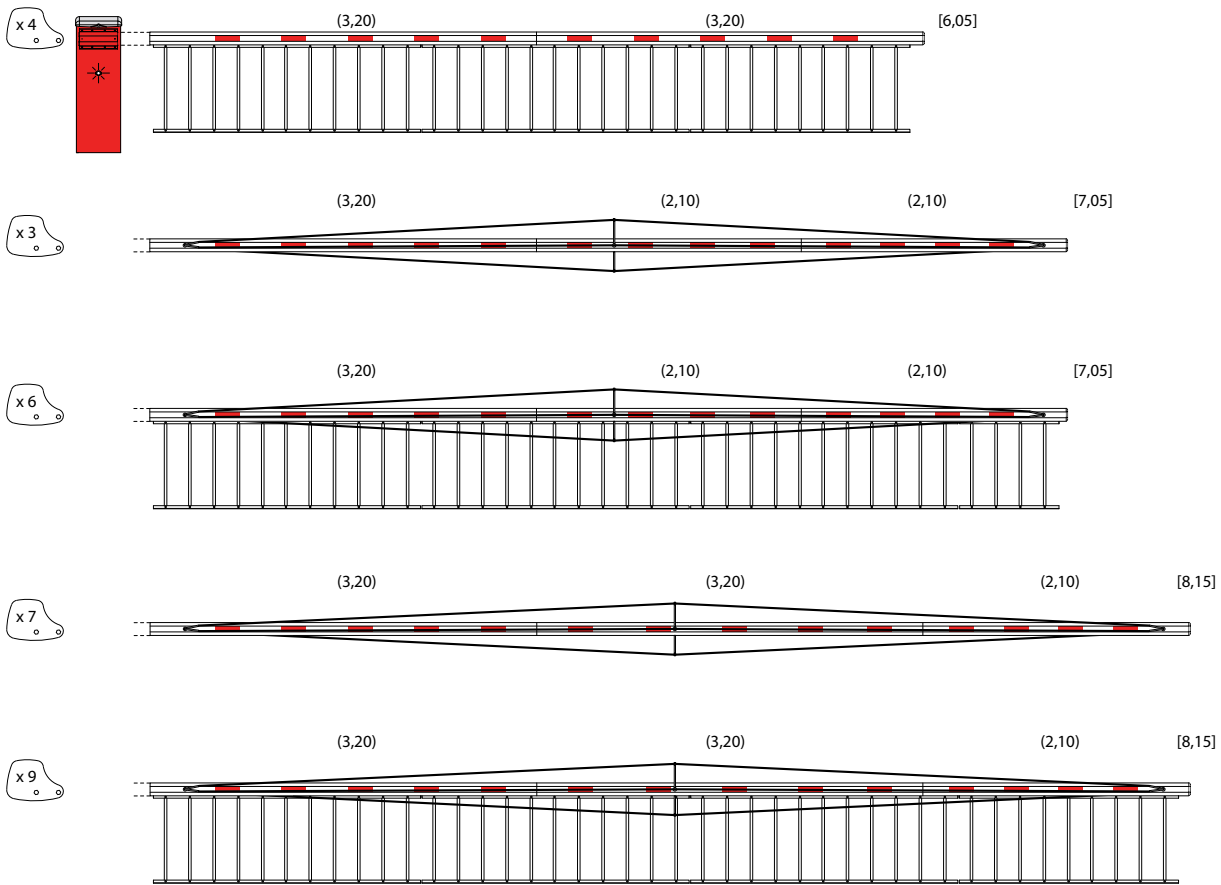 x 4 (3,20) (3,20) [6,05]
x 3 (3,20) (2,10) (2,10) [7,05]
x 6 (3,20) (2,10) (2,10) [7,05]
x 7 (3,20) (3,20) (2,10) [8,15]
x 9 (3,20) (3,20) (2,10) [8,15]